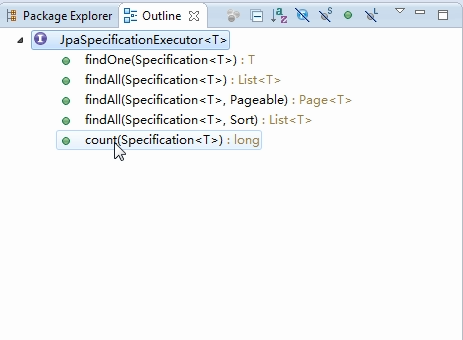 Package Explorer Outline
JpaSpecificationExecutor<T>
findOne(Specification<T>) : T
findAll(Specification<T>) : List<T>
findAll(Specification<T>, Pageable) : Page<T>
findAll(Specification<T>, Sort) : List<T>
count(Specification<T>) : long